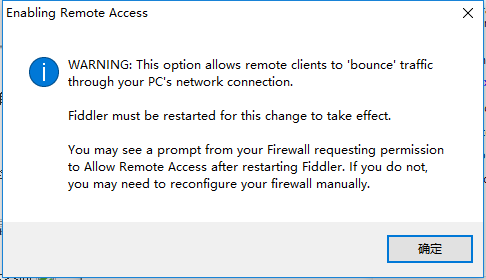 Enabling Remote Access
WARNING: This option allows remote clients to 'bounce' traffic
through your PC's network connection.
Fiddler must be restarted for this change to take effect.
You may see a prompt from your Firewall requesting permission
to Allow Remote Access after restarting Fiddler. If you do not,
you may need to reconfigure your firewall manually.
确定